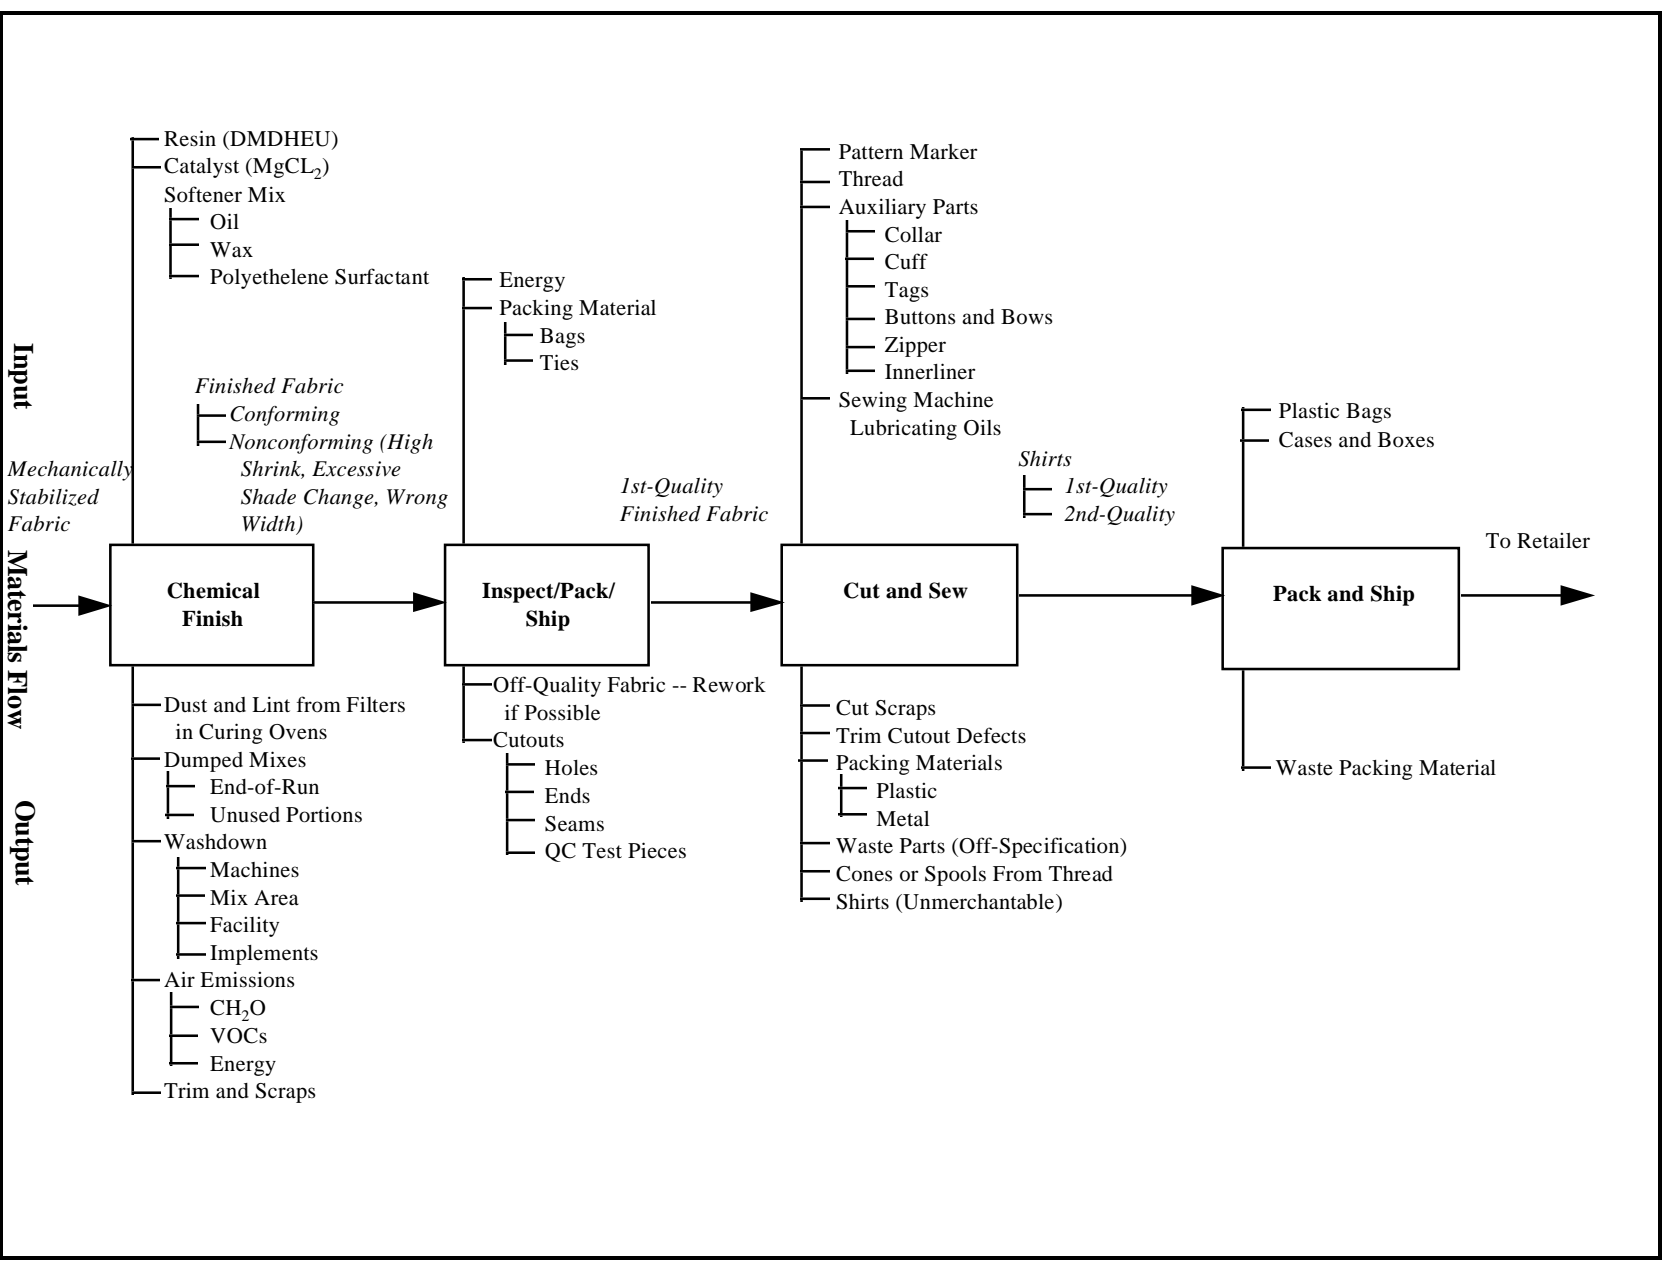 Input
Materials Flow
Output
Resin (DMDHEU)
Catalyst (MgCL2)
Softener Mix
Oil
Wax
Polyethelene Surfactant
Mechanically
Stabilized
Fabric
Chemical
Finish
Dust and Lint from Filters
in Curing Ovens
Dumped Mixes
End-of-Run
Unused Portions
Washdown
Machines
Mix Area
Facility
Implements
Air Emissions
CH2O
VOCs
Energy
Trim and Scraps
Finished Fabric
Conforming
Nonconforming (High
Shrink, Excessive
Shade Change, Wrong
Width)
Energy
Packing Material
Bags
Ties
Inspect/Pack/
Ship
Off-Quality Fabric -- Rework
if Possible
Cutouts
Holes
Ends
Seams
QC Test Pieces
1st-Quality
Finished Fabric
Pattern Marker
Thread
Auxiliary Parts
Collar
Cuff
Tags
Buttons and Bows
Zipper
Innerliner
Sewing Machine
Lubricating Oils
Cut and Sew
Cut Scraps
Trim Cutout Defects
Packing Materials
Plastic
Metal
Waste Parts (Off-Specification)
Cones or Spools From Thread
Shirts (Unmerchantable)
Shirts
1st-Quality
2nd-Quality
Plastic Bags
Cases and Boxes
Pack and Ship
Waste Packing Material
To Retailer